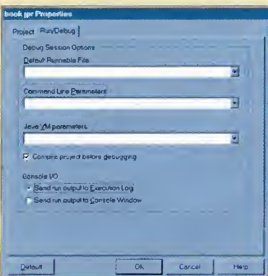 book.jpr Properties
Project Run/Debug
Debug Session Options
Default Runnable File
Command Line Parameters
Java VM parameters
Compile project before debugging
Console I/O
Send run output to Execution Log
Send run output to Console Window
Default OK Cancel Help